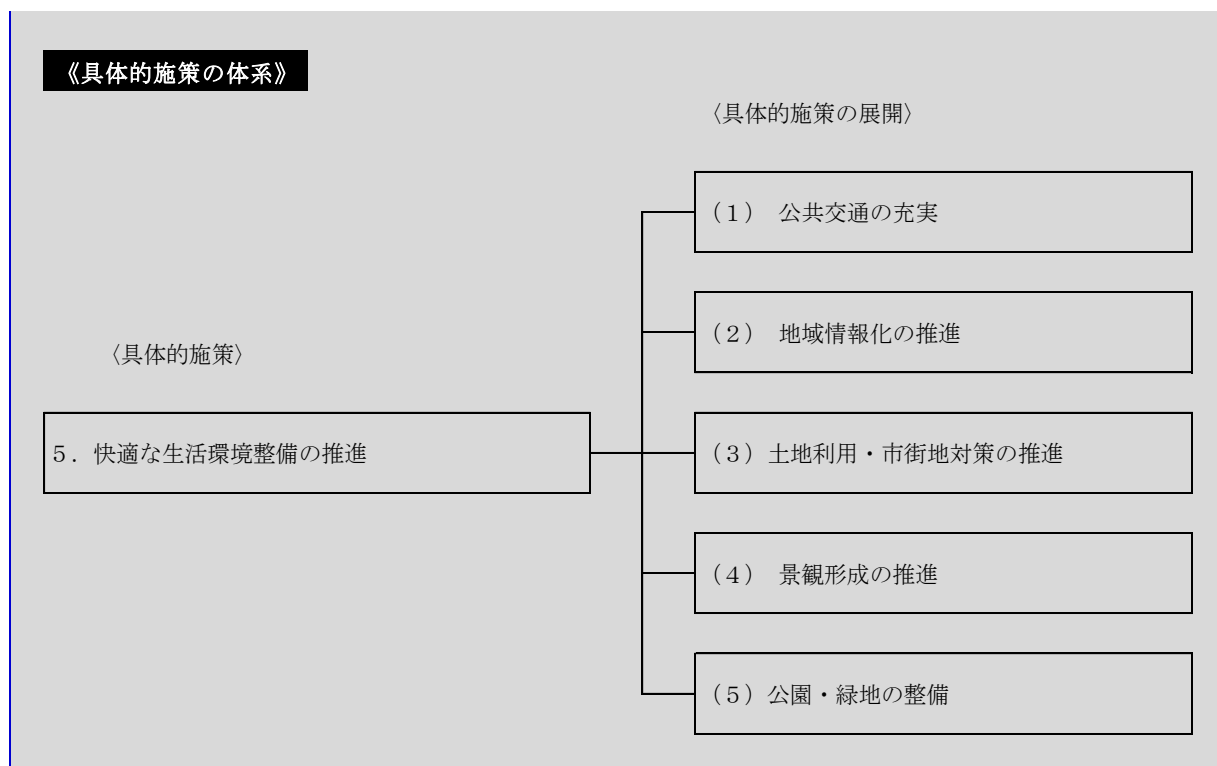 《具体的施策の体系》
〈具体的施策の展開〉
（１） 公共交通の充実
（２） 地域情報化の推進
〈具体的施策〉
５．快適な生活環境整備の推進
（３）土地利用・市街地対策の推進
（４） 景観形成の推進
（５）公園・緑地の整備